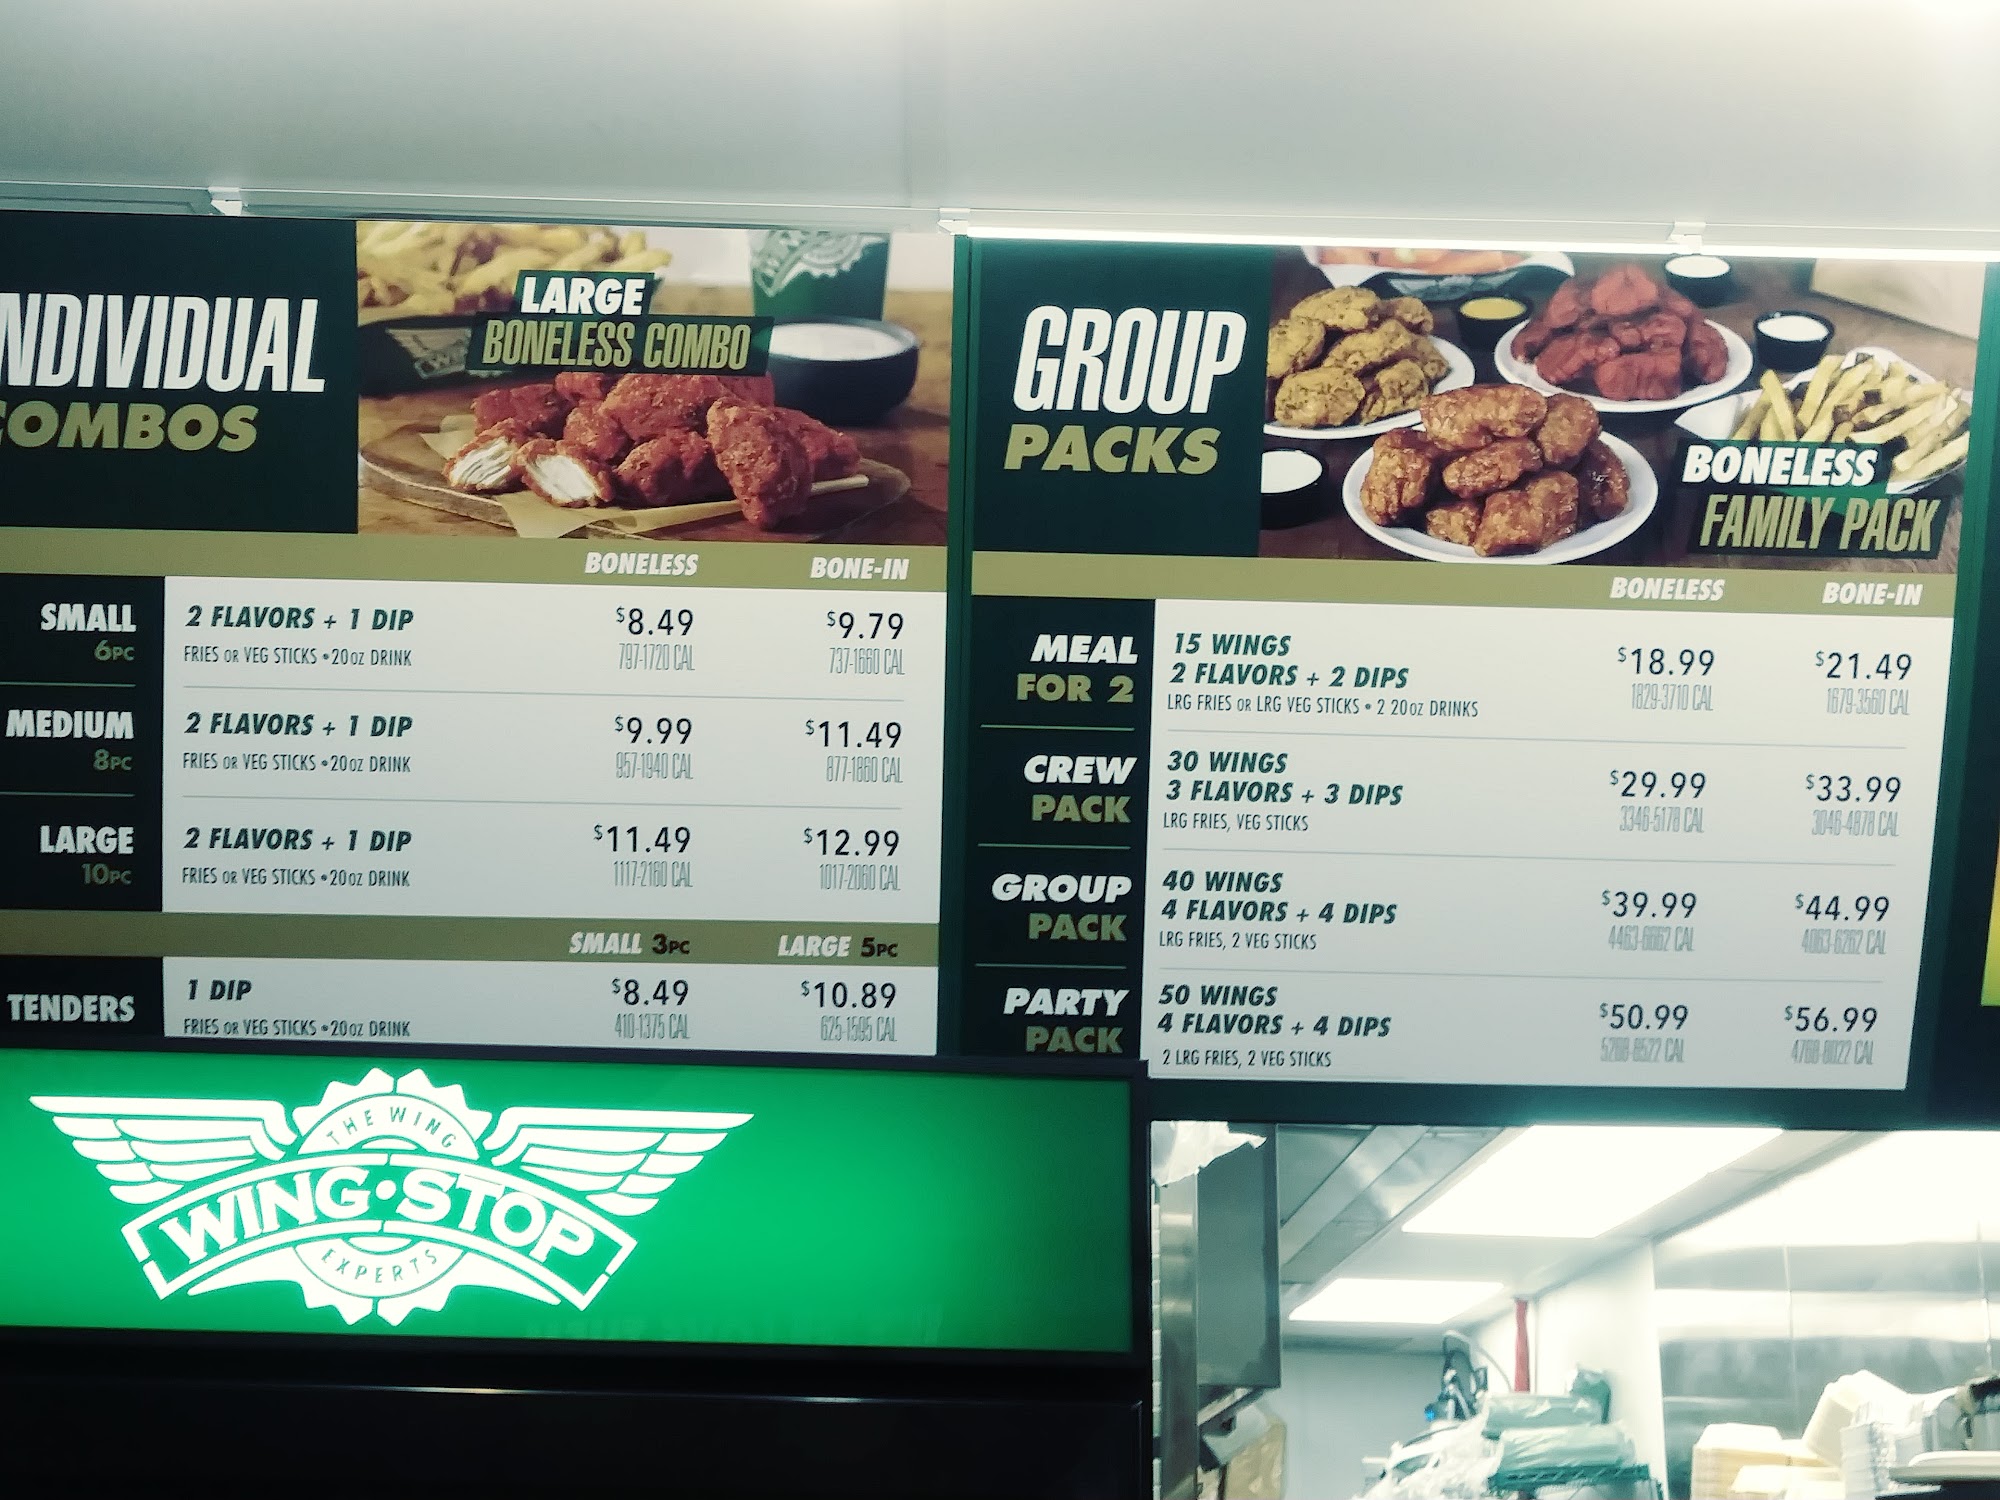 NDIVIDUAL
COMBOS
LARGE
BONELESS COMBO
BONELESS BONE-IN
SMALL
6PC
2 FLAVORS + 1 DIP
FRIES OR VEG STICKS • 20OZ DRINK
$8.49 $9.79
797-1720 CAL 737-1660 CAL
MEDIUM
8PC
2 FLAVORS + 1 DIP
FRIES OR VEG STICKS • 20OZ DRINK
$9.99 $11.49
957-1940 CAL 877-1860 CAL
LARGE
10PC
2 FLAVORS + 1 DIP
FRIES OR VEG STICKS • 20OZ DRINK
$11.49 $12.99
1117-2160 CAL 1017-2060 CAL
SMALL 3PC LARGE 5PC
TENDERS
1 DIP
FRIES OR VEG STICKS • 20OZ DRINK
$8.49 $10.89
410-1375 CAL 625-1595 CAL
GROUP
PACKS
BONELESS
FAMILY PACK
BONELESS BONE-IN
MEAL
FOR 2
15 WINGS
2 FLAVORS + 2 DIPS
LRG FRIES OR LRG VEG STICKS • 2 20OZ DRINKS
$18.99 $21.49
1829-3710 CAL 1679-3560 CAL
CREW
PACK
30 WINGS
3 FLAVORS + 3 DIPS
LRG FRIES, VEG STICKS
$29.99 $33.99
3346-5178 CAL 3046-4878 CAL
GROUP
PACK
40 WINGS
4 FLAVORS + 4 DIPS
LRG FRIES, 2 VEG STICKS
$39.99 $44.99
4463-6662 CAL 4063-6262 CAL
PARTY
PACK
50 WINGS
4 FLAVORS + 4 DIPS
2 LRG FRIES, 2 VEG STICKS
$50.99 $56.99
CAL CAL
THE WING
WING•STOP
EXPERTS